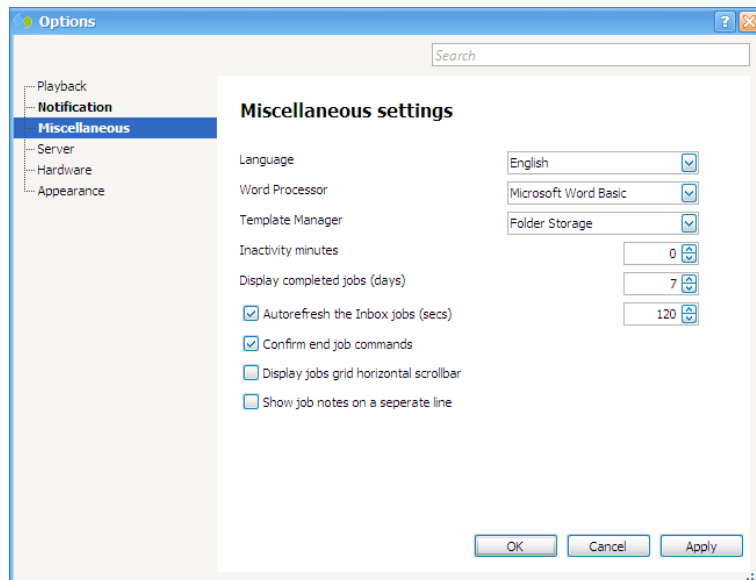 Options
Search
Playback
Notification
Miscellaneous
Server
Hardware
Appearance
Miscellaneous settings
Language English
Word Processor Microsoft Word Basic
Template Manager Folder Storage
Inactivity minutes 0
Display completed jobs (days) 7
Autorefresh the Inbox jobs (secs) 120
Confirm end job commands
Display jobs grid horizontal scrollbar
Show job notes on a seperate line
OK Cancel Apply